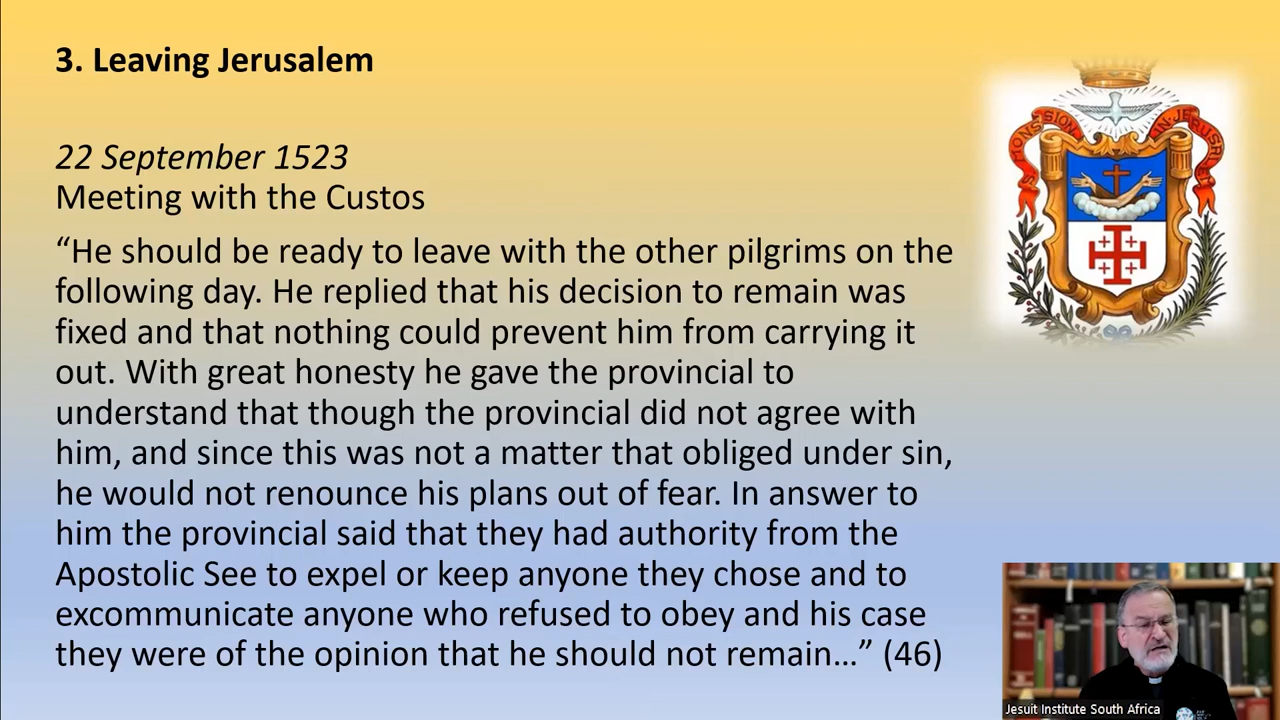 3. Leaving Jerusalem
22 September 1523
Meeting with the Custos
“He should be ready to leave with the other pilgrims on the
following day. He replied that his decision to remain was
fixed and that nothing could prevent him from carrying it
out. With great honesty he gave the provincial to
understand that though the provincial did not agree with
him, and since this was not a matter that obliged under sin,
he would not renounce his plans out of fear. In answer to
him the provincial said that they had authority from the
Apostolic See to expel or keep anyone they chose and to
excommunicate anyone who refused to obey and his case
they were of the opinion that he should not remain…” (46)
S MONS SION
IN JERUSRL
Jesuit Institute South Africa